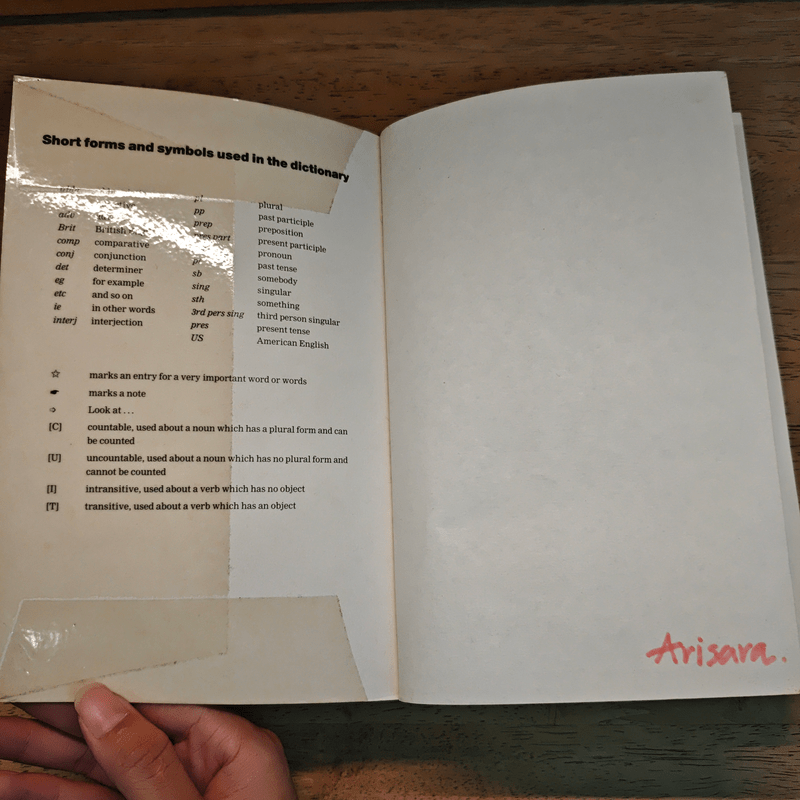 Short forms and symbols used in the dictionary
Brit British
comp comparative
conj conjunction
det determiner
eg for example
etc and so on
ie in other words
interj interjection
pl plural
pp past participle
prep preposition
pres part present participle
pronoun
past tense
sb somebody
sing singular
sth something
3rd pers sing third person singular
pres present tense
US American English
☆ marks an entry for a very important word or words
☛ marks a note
Look at ...
[C] countable, used about a noun which has a plural form and can
be counted
[U] uncountable, used about a noun which has no plural form and
cannot be counted
[I] intransitive, used about a verb which has no object
[T] transitive, used about a verb which has an object
Arisara.